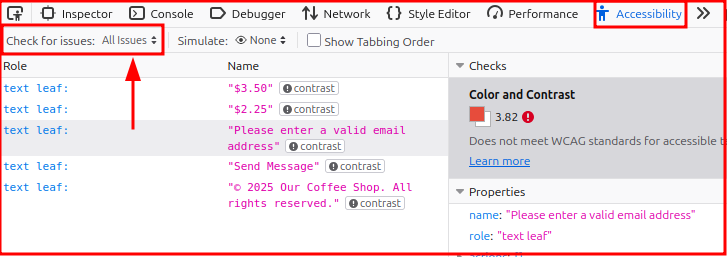 Inspector Console Debugger Network Style Editor Performance Accessibility
Check for issues: All Issues Simulate: None Show Tabbing Order
Role Name Checks
text leaf: "$3.50" contrast
text leaf: "$2.25" contrast
text leaf: "Please enter a valid email
address" contrast
text leaf: "Send Message" contrast
text leaf: "© 2025 Our Coffee Shop. All
rights reserved." contrast
Color and Contrast
3.82
Does not meet WCAG standards for accessible t
Learn more
Properties
name: "Please enter a valid email address"
role: "text leaf"